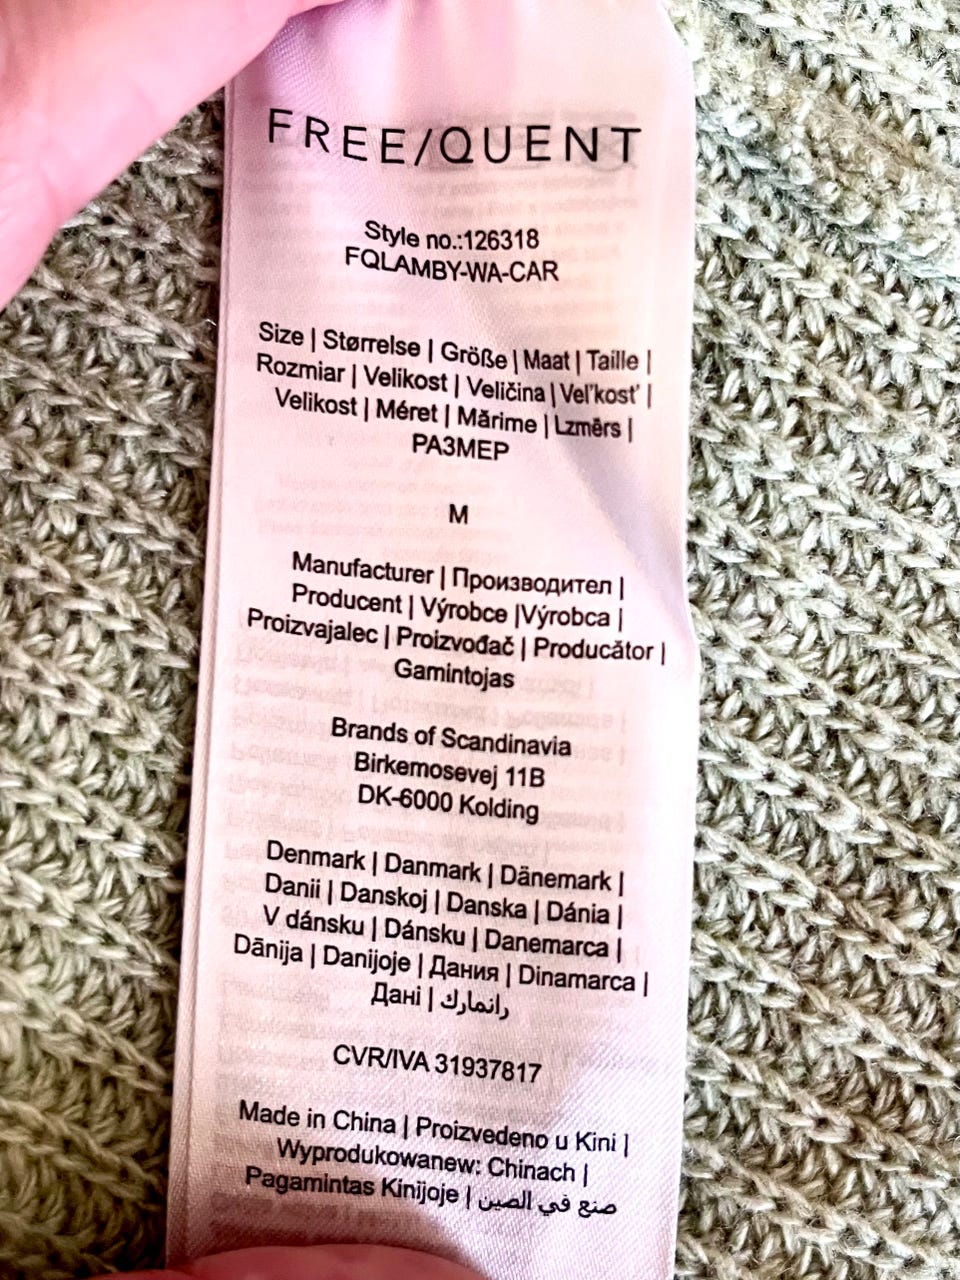 FREE/QUENT
Style no.:126318
FQLAMBY-WA-CAR
Size | Størrelse | Größe | Maat | Taille |
Rozmiar | Velikost | Veličina | Vel'kost' |
Velikost | Méret | Mărime | Lzmērs |
РАЗМЕР
M
Manufacturer | Производител |
Producent | Výrobce |Výrobca |
Proizvajalec | Proizvođač | Producător |
Gamintojas
Brands of Scandinavia
Birkemosevej 11B
DK-6000 Kolding
Denmark | Danmark | Dänemark |
Danii | Danskoj | Danska | Dánia |
V dánsku | Dánsku | Danemarca |
Dānija | Danijoje | Дания | Dinamarca |
Дані | رانمارك
CVR/IVA 31937817
Made in China | Proizvedeno u Kini |
Wyprodukowanew: Chinach |
Pagamintas Kinijoje | صنع في الصين